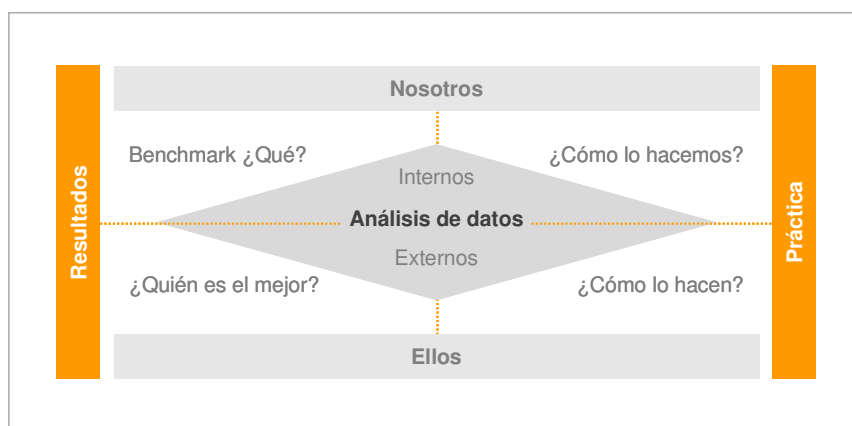 Nosotros
Resultados
Benchmark ¿Qué?
¿Cómo lo hacemos?
Internos
Análisis de datos
Externos
¿Quién es el mejor?
¿Cómo lo hacen?
Práctica
Ellos